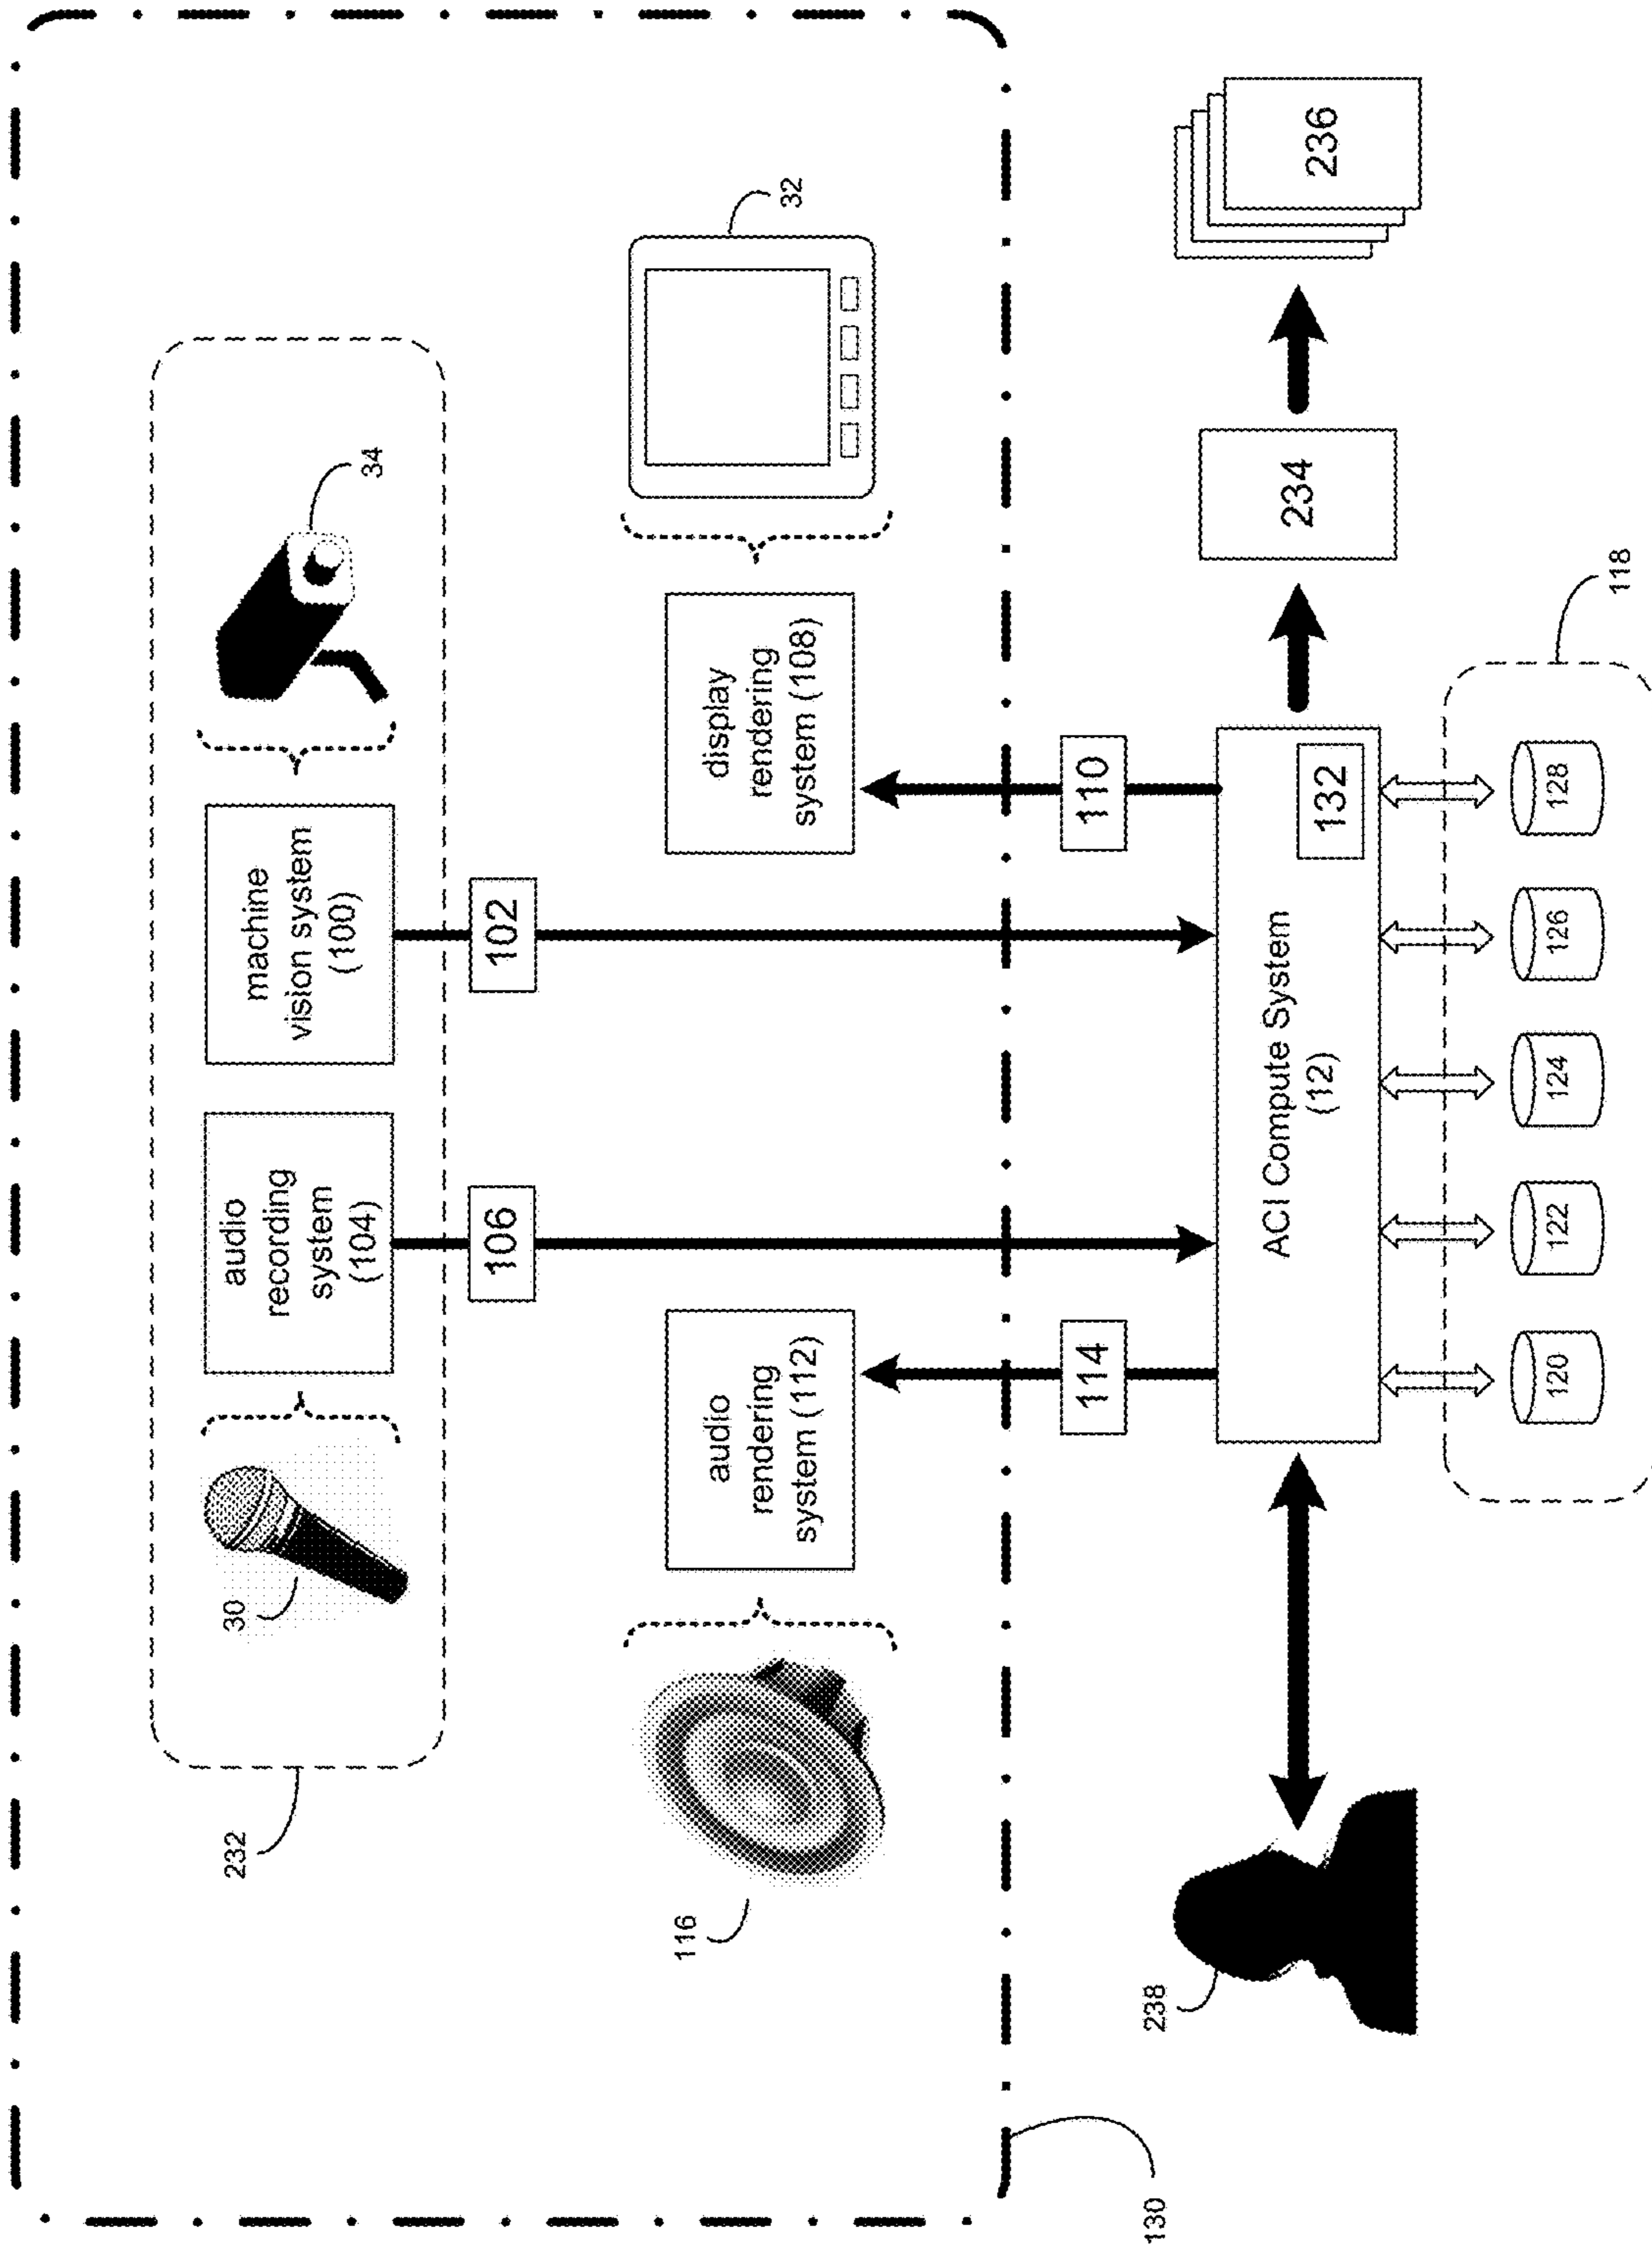 232
30
audio
recording
system
(104)
machine
vision system
(100)
34
106
102
116
audio
rendering
system (112)
display
rendering
system (108)
32
114
110
130
238
ACI Compute System
(12)
132
234
236
120
122
124
126
128
118